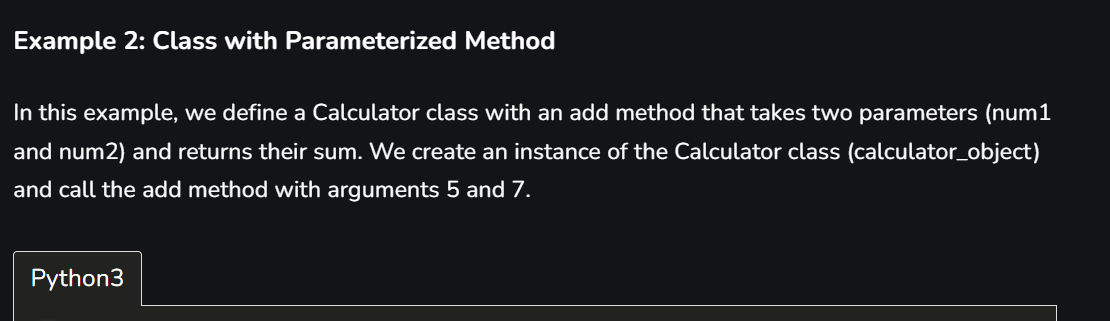 Example 2: Class with Parameterized Method
In this example, we define a Calculator class with an add method that takes two parameters (num1
and num2) and returns their sum. We create an instance of the Calculator class (calculator_object)
and call the add method with arguments 5 and 7.
Python3